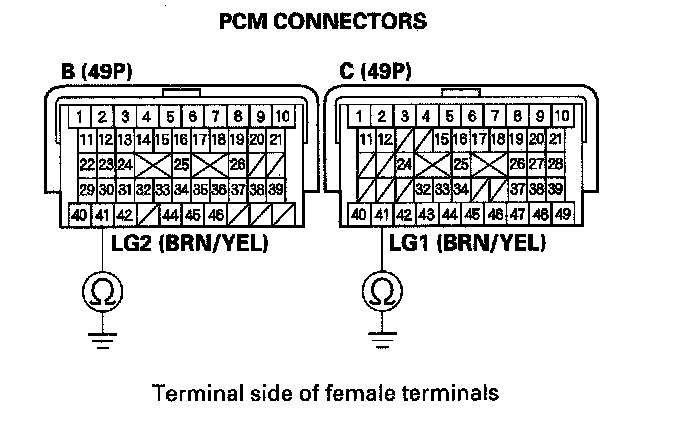 PCM CONNECTORS
B (49P)
C (49P)
1 2 3 4 5 6 7 8 9 10
11 12 13 14 15 16 17 18 19 20 21
22 23 24 25 26
29 30 31 32 33 34 35 36 37 38 39
40 41 42 44 45 46
1 2 3 4 5 6 7 8 9 10
11 12 15 16 17 18 19 20 21
24 25 26 27 28
32 33 34 37 38 39
40 41 42 43 44 45 46 47 48 49
LG2 (BRN/YEL)
LG1 (BRN/YEL)
Ω
Ω
Terminal side of female terminals